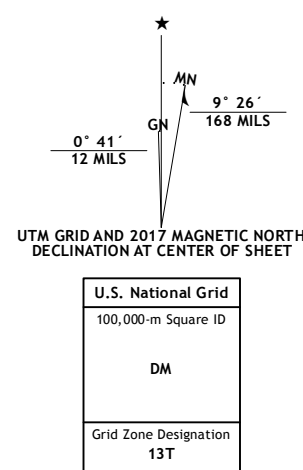 ★
MN
GN
9° 26´
168 MILS
0° 41´
12 MILS
UTM GRID AND 2017 MAGNETIC NORTH
DECLINATION AT CENTER OF SHEET
U.S. National Grid
100,000-m Square ID
DM
Grid Zone Designation
13T